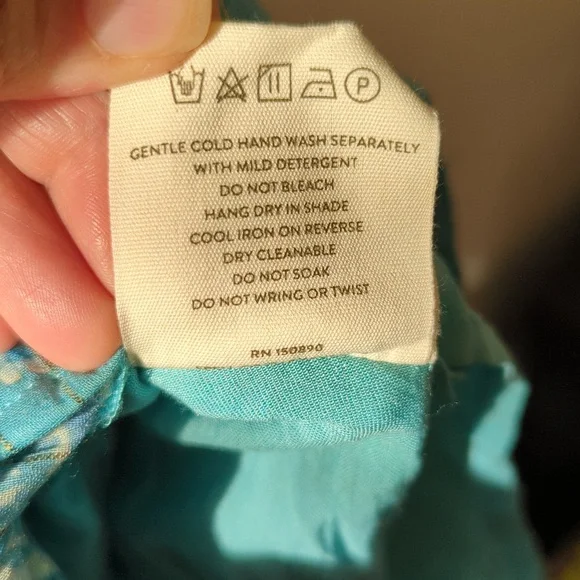 P
GENTLE COLD HAND WASH SEPARATELY
WITH MILD DETERGENT
DO NOT BLEACH
HANG DRY IN SHADE
COOL IRON ON REVERSE
DRY CLEANABLE
DO NOT SOAK
DO NOT WRING OR TWIST
RN 150890